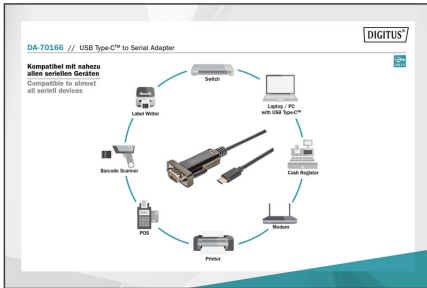 DIGITUS®
DA-70166 // USB Type-C™ to Serial Adapter
Kompatibel mit nahezu
allen seriellen Geräten
Compatible to almost
all seriell devices
Switch
Label Writer
Laptop / PC
with USB Type-C™
Barcode Scanner
Cash Register
POS
Modem
Printer